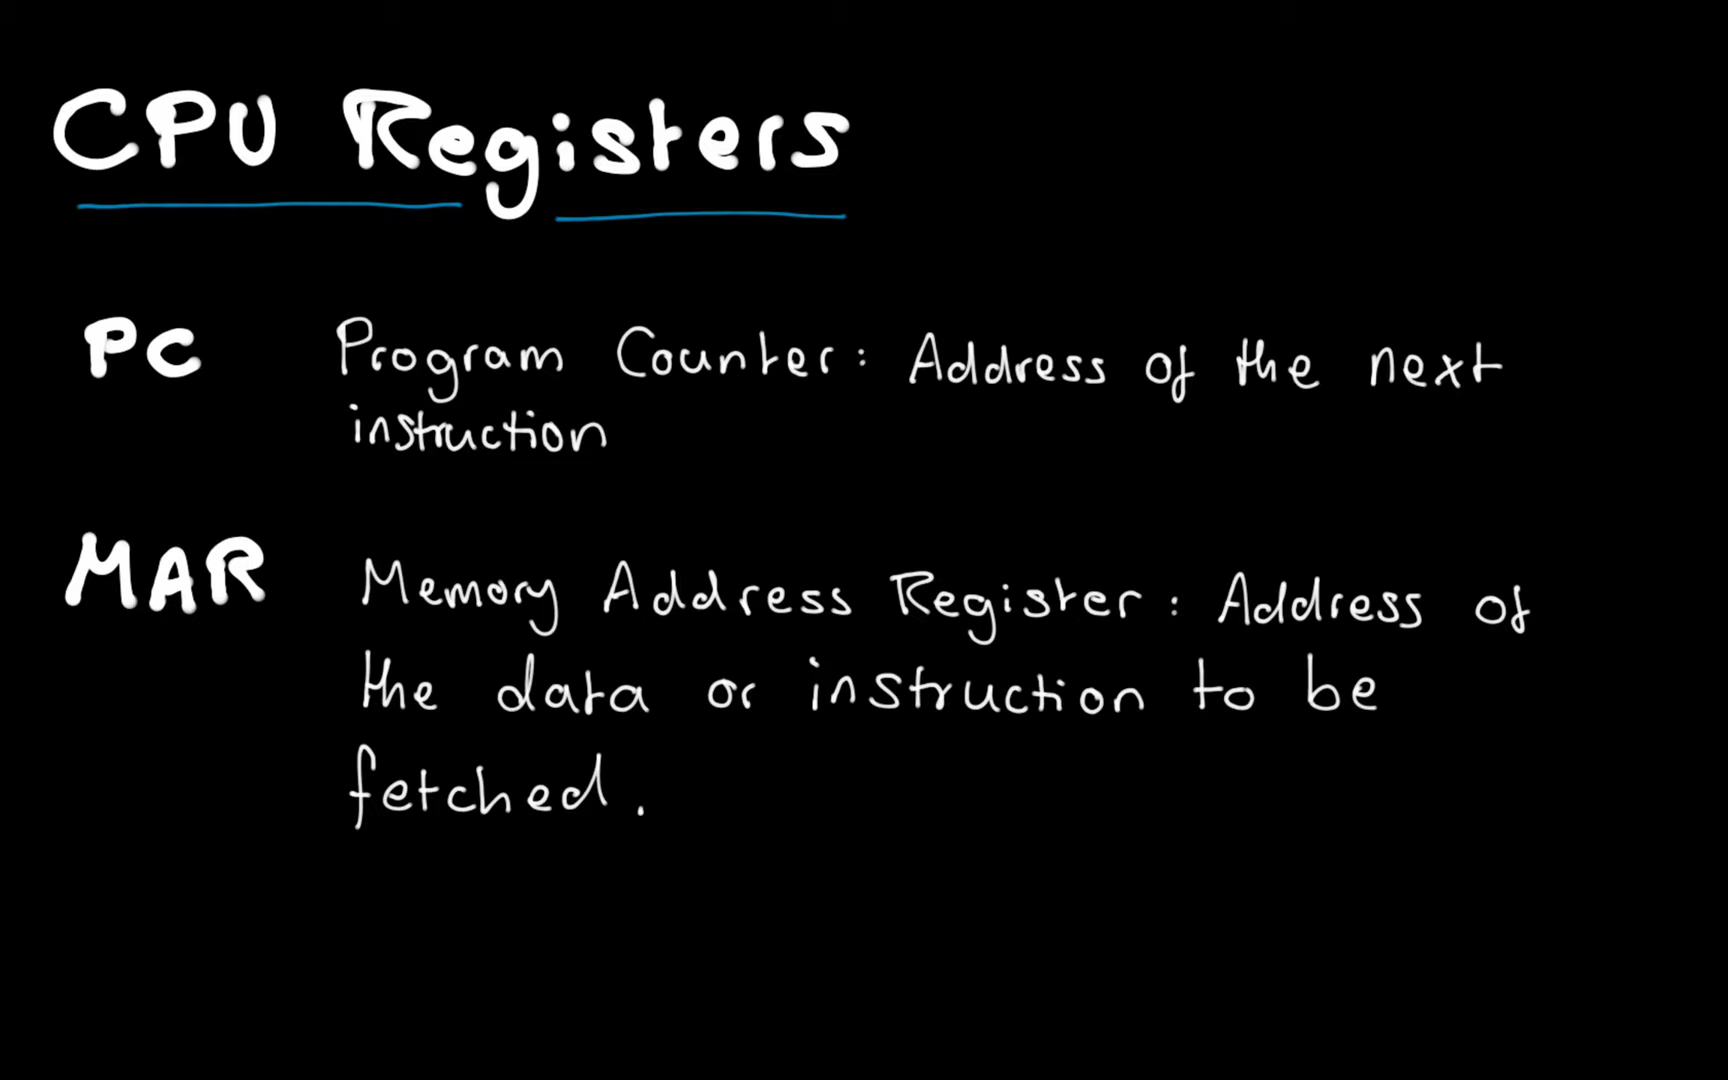 CPU Registers
PC Program Counter: Address of the next
instruction
MAR Memory Address Register: Address of
the data or instruction to be
fetched.